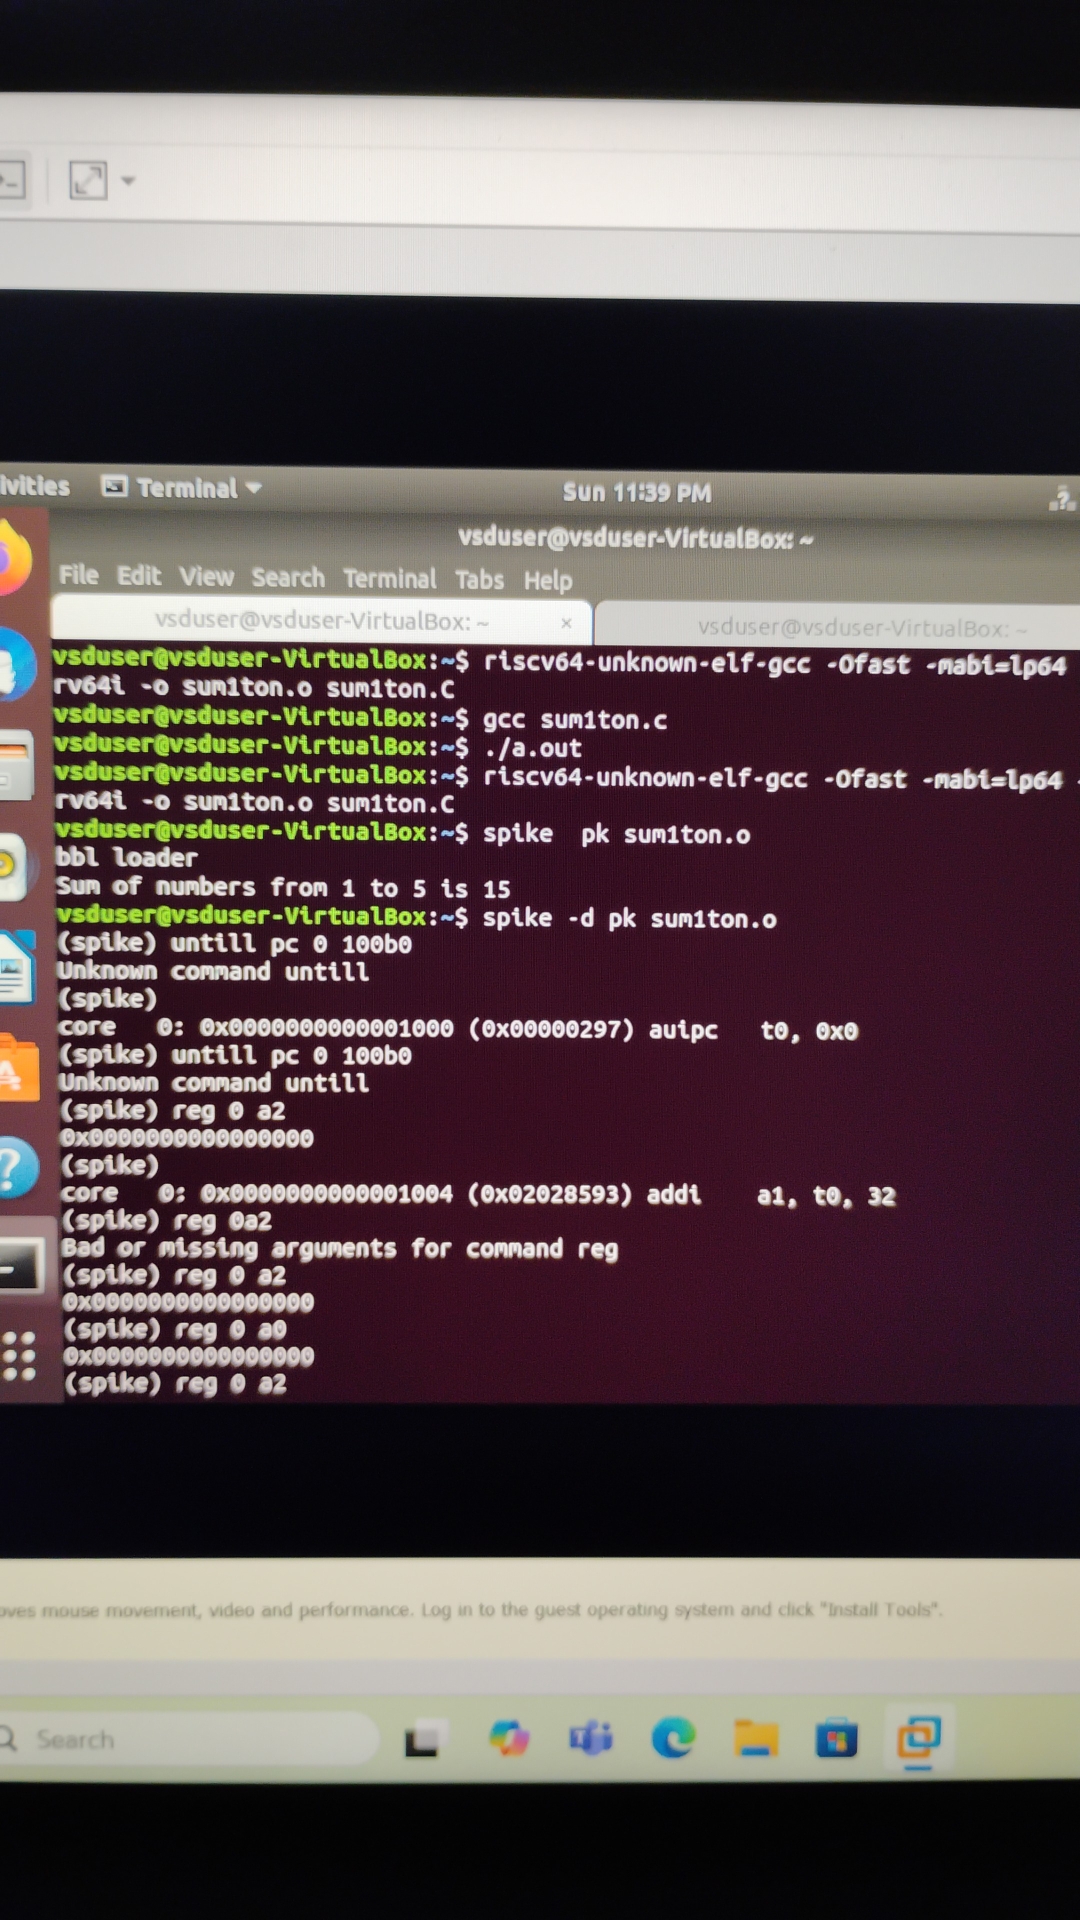 ivities Terminal Sun 11:39 PM ?
vsduser@vsduser-VirtualBox: ~
File Edit View Search Terminal Tabs Help
vsduser@vsduser-VirtualBox: ~ × vsduser@vsduser-VirtualBox: ~
vsduser@vsduser-VirtualBox:~$ riscv64-unknown-elf-gcc -Ofast -mabi=lp64
rv64i -o sum1ton.o sum1ton.C
vsduser@vsduser-VirtualBox:~$ gcc sum1ton.c
vsduser@vsduser-VirtualBox:~$ ./a.out
vsduser@vsduser-VirtualBox:~$ riscv64-unknown-elf-gcc -Ofast -mabi=lp64 -
rv64i -o sum1ton.o sum1ton.C
vsduser@vsduser-VirtualBox:~$ spike  pk sum1ton.o
bbl loader
Sum of numbers from 1 to 5 is 15
vsduser@vsduser-VirtualBox:~$ spike -d pk sum1ton.o
(spike) untill pc 0 100b0
Unknown command untill
(spike)
core   0: 0x0000000000001000 (0x00000297) auipc   t0, 0x0
(spike) untill pc 0 100b0
Unknown command untill
(spike) reg 0 a2
0x0000000000000000
(spike)
core   0: 0x0000000000001004 (0x02028593) addi    a1, t0, 32
(spike) reg 0a2
Bad or missing arguments for command reg
(spike) reg 0 a2
0x0000000000000000
(spike) reg 0 a0
0x0000000000000000
(spike) reg 0 a2
oves mouse movement, video and performance. Log in to the guest operating system and click "Install Tools".
Search